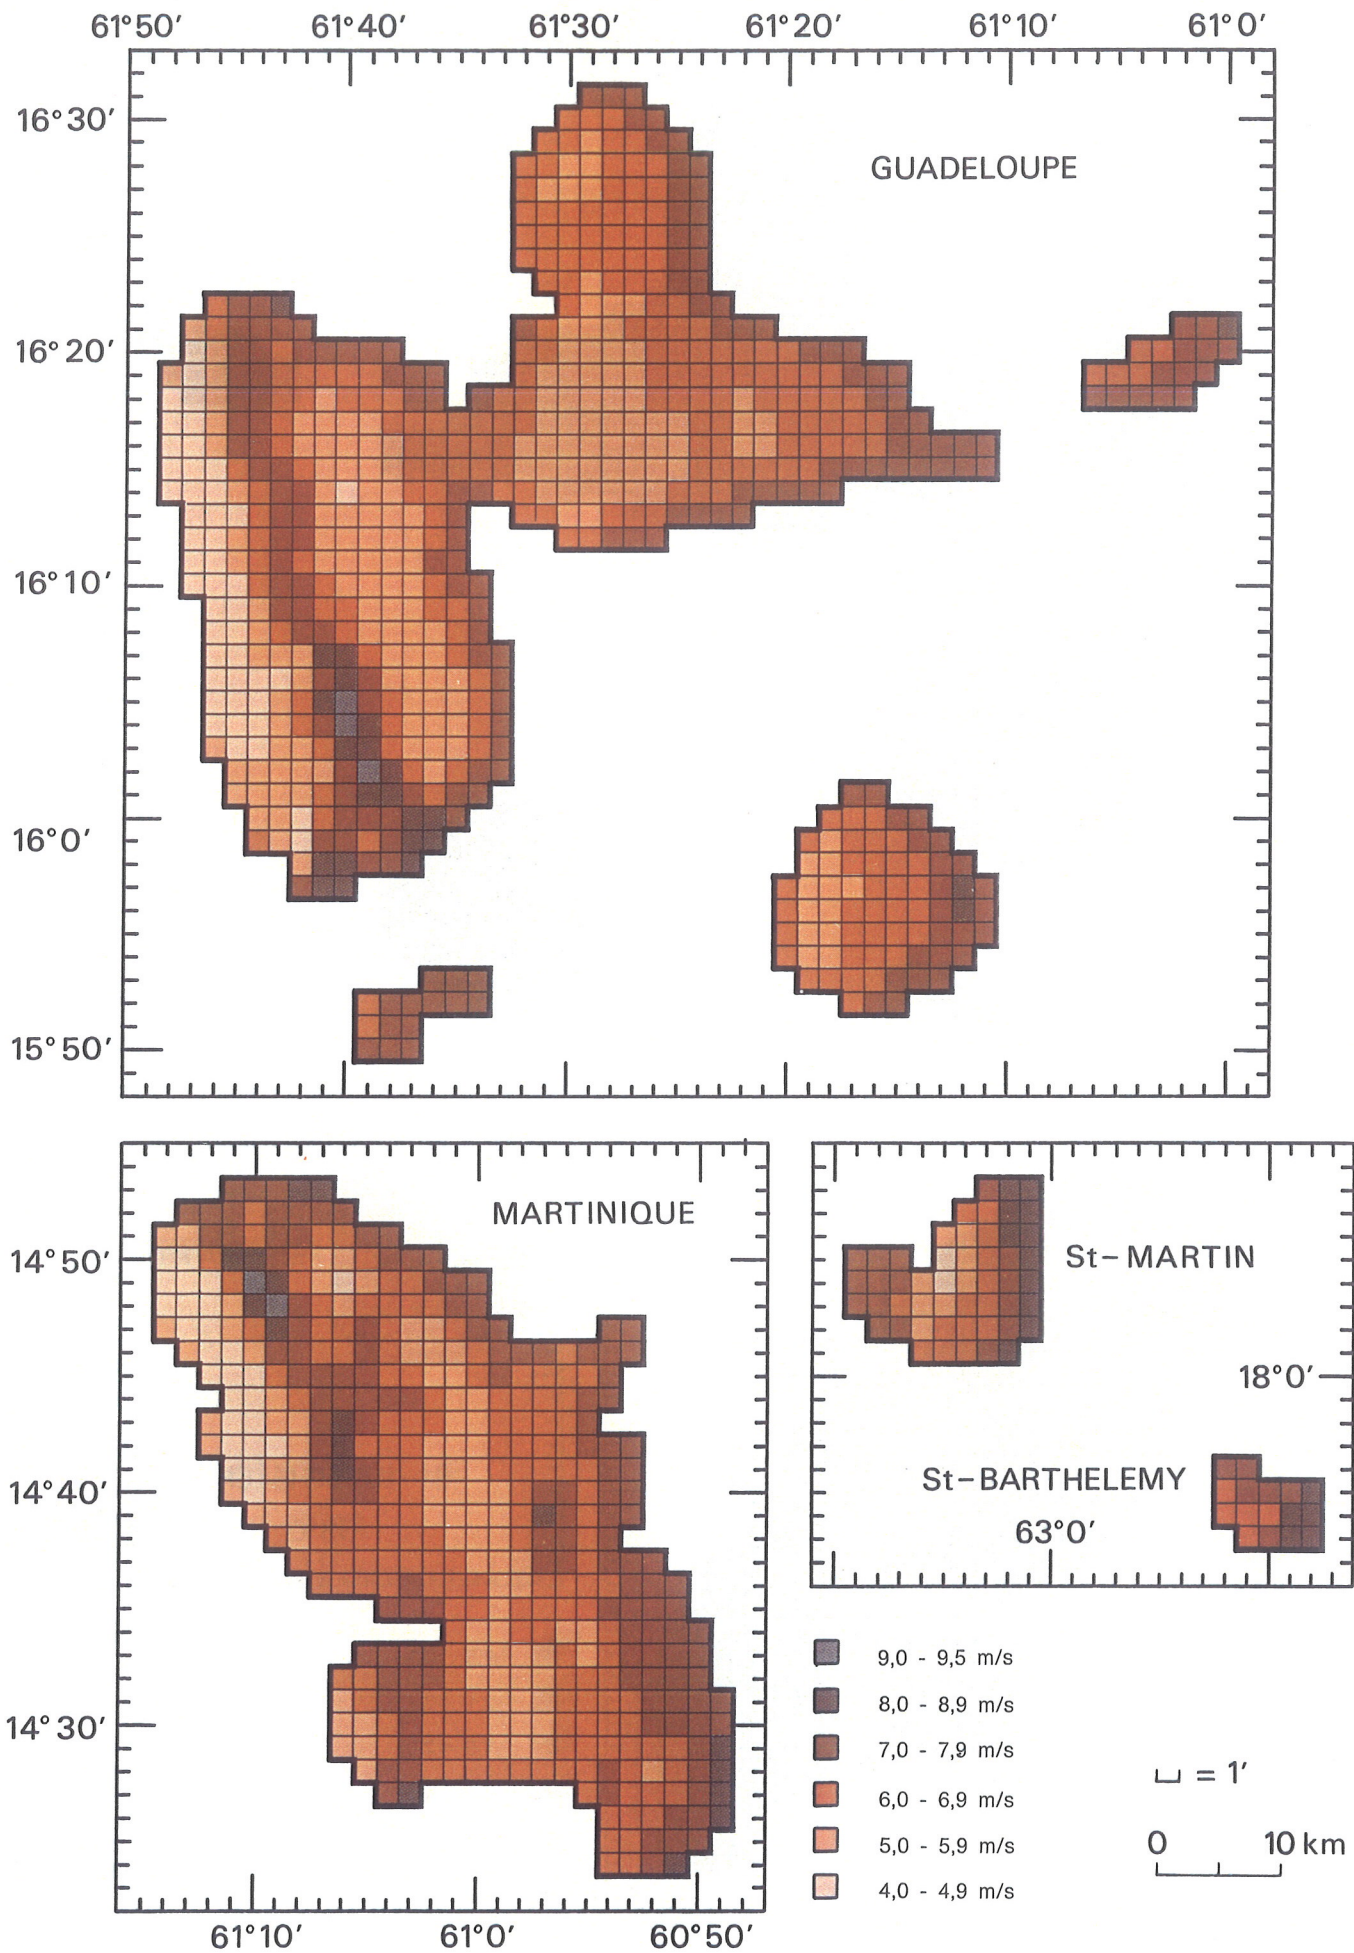 61°50′ 61°40′ 61°30′ 61°20′ 61°10′ 61°0′
16°30′
GUADELOUPE
16°20′
16°10′
16°0′
15°50′
MARTINIQUE
14°50′
St-MARTIN
18°0′
14°40′
St-BARTHELEMY
63°0′
9,0 - 9,5 m/s
8,0 - 8,9 m/s
14°30′
7,0 - 7,9 m/s
= 1′
6,0 - 6,9 m/s
5,0 - 5,9 m/s
0 10 km
4,0 - 4,9 m/s
61°10′ 61°0′ 60°50′